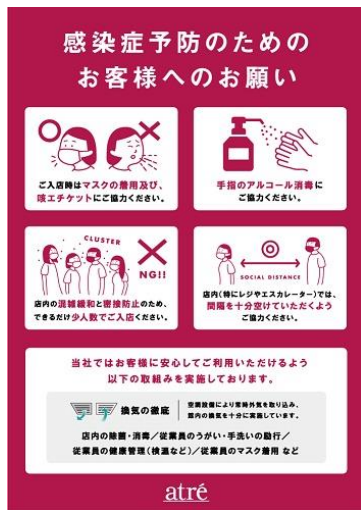 感染症予防のための
お客様へのお願い
ご入店時はマスクの着用及び、
咳エチケットにご協力ください。
手指のアルコール消毒に
ご協力ください。
CLUSTER
NG!!
店内の混雑緩和と密接防止のため、
できるだけ少人数でご入店ください。
SOCIAL DISTANCE
店内(特にレジやエスカレーター)では、
間隔を十分空けていただくよう
ご協力ください。
当社ではお客様に安心してご利用いただけるよう
以下の取組みを実施しております。
換気の徹底
空調設備により常時外気を取り込み、
館内の換気を十分に実施しています。
店内の除菌・消毒/従業員のうがい・手洗いの励行/
従業員の健康管理(検温など)/従業員のマスク着用 など
atré